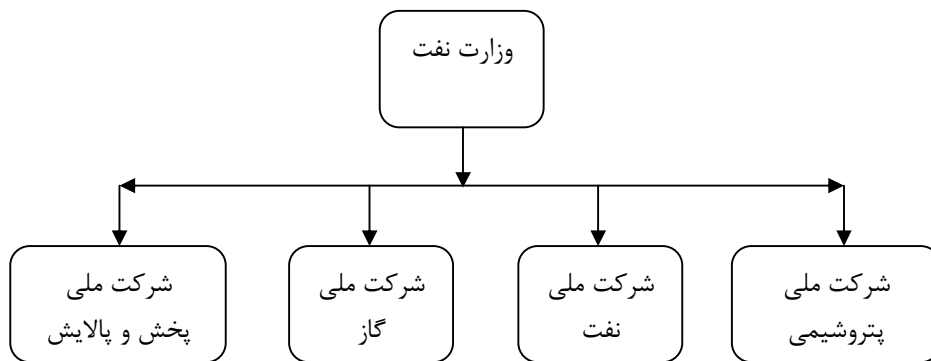 وزارت نفت
شرکت ملی
پتروشیمی
شرکت ملی
نفت
شرکت ملی
گاز
شرکت ملی
پخش و پالایش